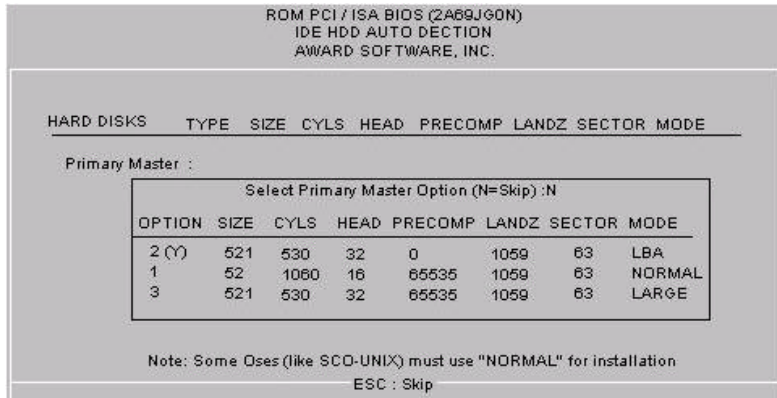 ROM PCI / ISA BIOS (2A69JG0N)
IDE HDD AUTO DECTION
AWARD SOFTWARE, INC.
HARD DISKS TYPE SIZE CYLS HEAD PRECOMP LANDZ SECTOR MODE
Primary Master :
Select Primary Master Option (N=Skip) :N
OPTION SIZE CYLS HEAD PRECOMP LANDZ SECTOR MODE
2 (Y) 521 530 32 0 1059 63 LBA
1 52 1060 16 65535 1059 63 NORMAL
3 521 530 32 65535 1059 63 LARGE
Note: Some Oses (like SCO-UNIX) must use "NORMAL" for installation
ESC : Skip